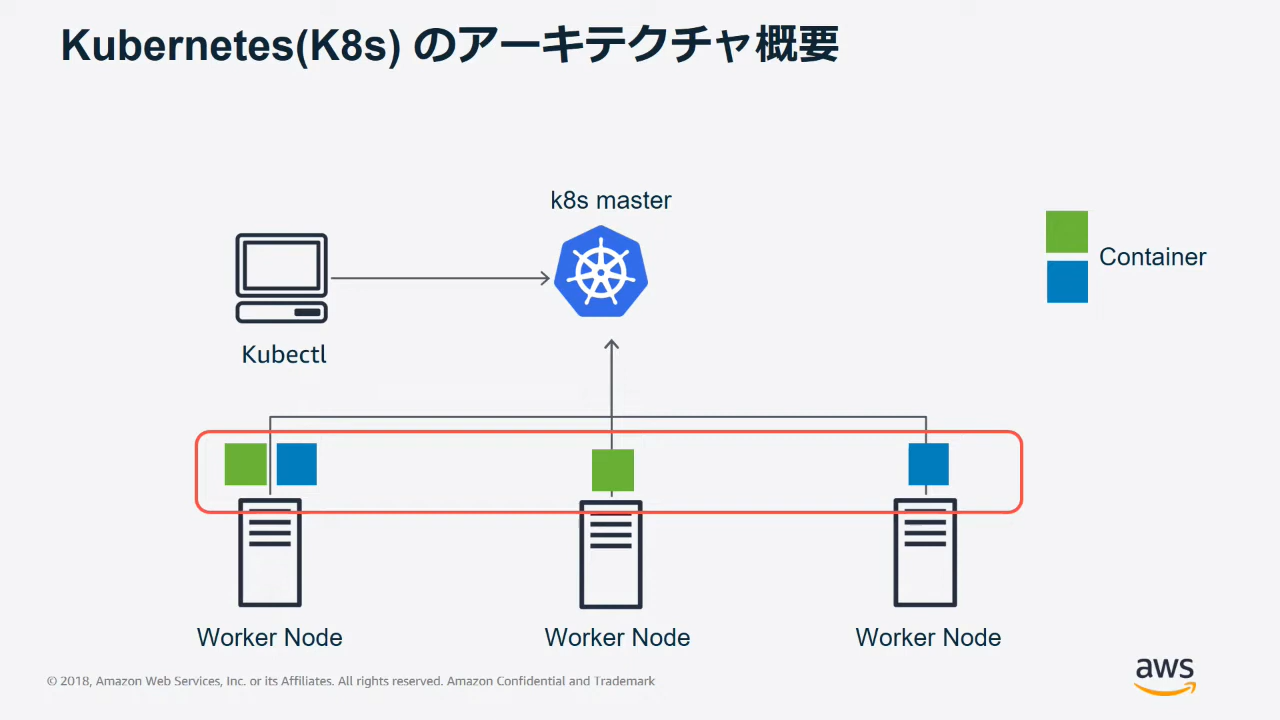 Kubernetes(K8s) のアーキテクチャ概要
k8s master
Container
Kubectl
Worker Node
Worker Node
Worker Node
© 2018, Amazon Web Services, Inc. or its Affiliates. All rights reserved. Amazon Confidential and Trademark
aws